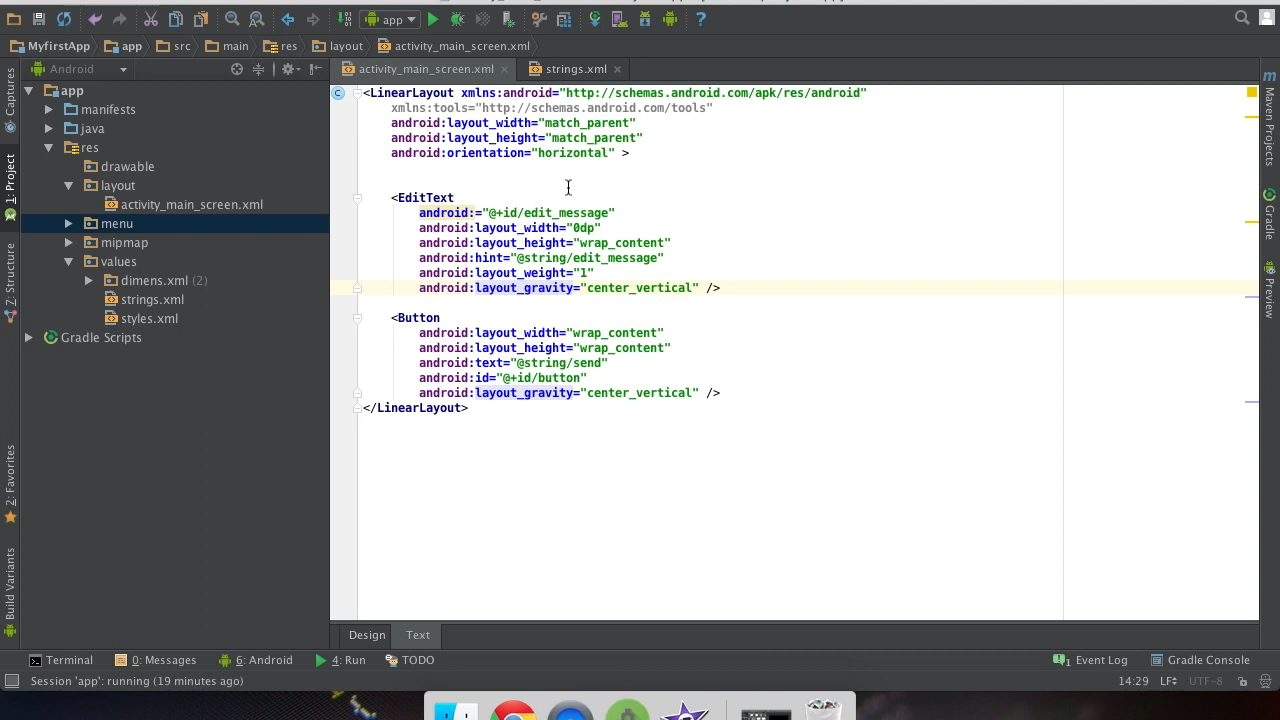 app
MyfirstApp app src main res layout activity_main_screen.xml
Android
activity_main_screen.xml strings.xml
Captures
1: Project
7: Structure
2: Favorites
Build Variants
app
manifests
java
res
drawable
layout
activity_main_screen.xml
menu
mipmap
values
dimens.xml (2)
strings.xml
styles.xml
Gradle Scripts
<LinearLayout xmlns:android="http://schemas.android.com/apk/res/android"
xmlns:tools="http://schemas.android.com/tools"
android:layout_width="match_parent"
android:layout_height="match_parent"
android:orientation="horizontal" >
<EditText
android:="@+id/edit_message"
android:layout_width="0dp"
android:layout_height="wrap_content"
android:hint="@string/edit_message"
android:layout_weight="1"
android:layout_gravity="center_vertical" />
<Button
android:layout_width="wrap_content"
android:layout_height="wrap_content"
android:text="@string/send"
android:id="@+id/button"
android:layout_gravity="center_vertical" />
</LinearLayout>
Maven Projects
Gradle
Preview
Design Text
Terminal 0: Messages 6: Android 4: Run TODO 1 Event Log Gradle Console
Session 'app': running (19 minutes ago) 14:29 LF UTF-8